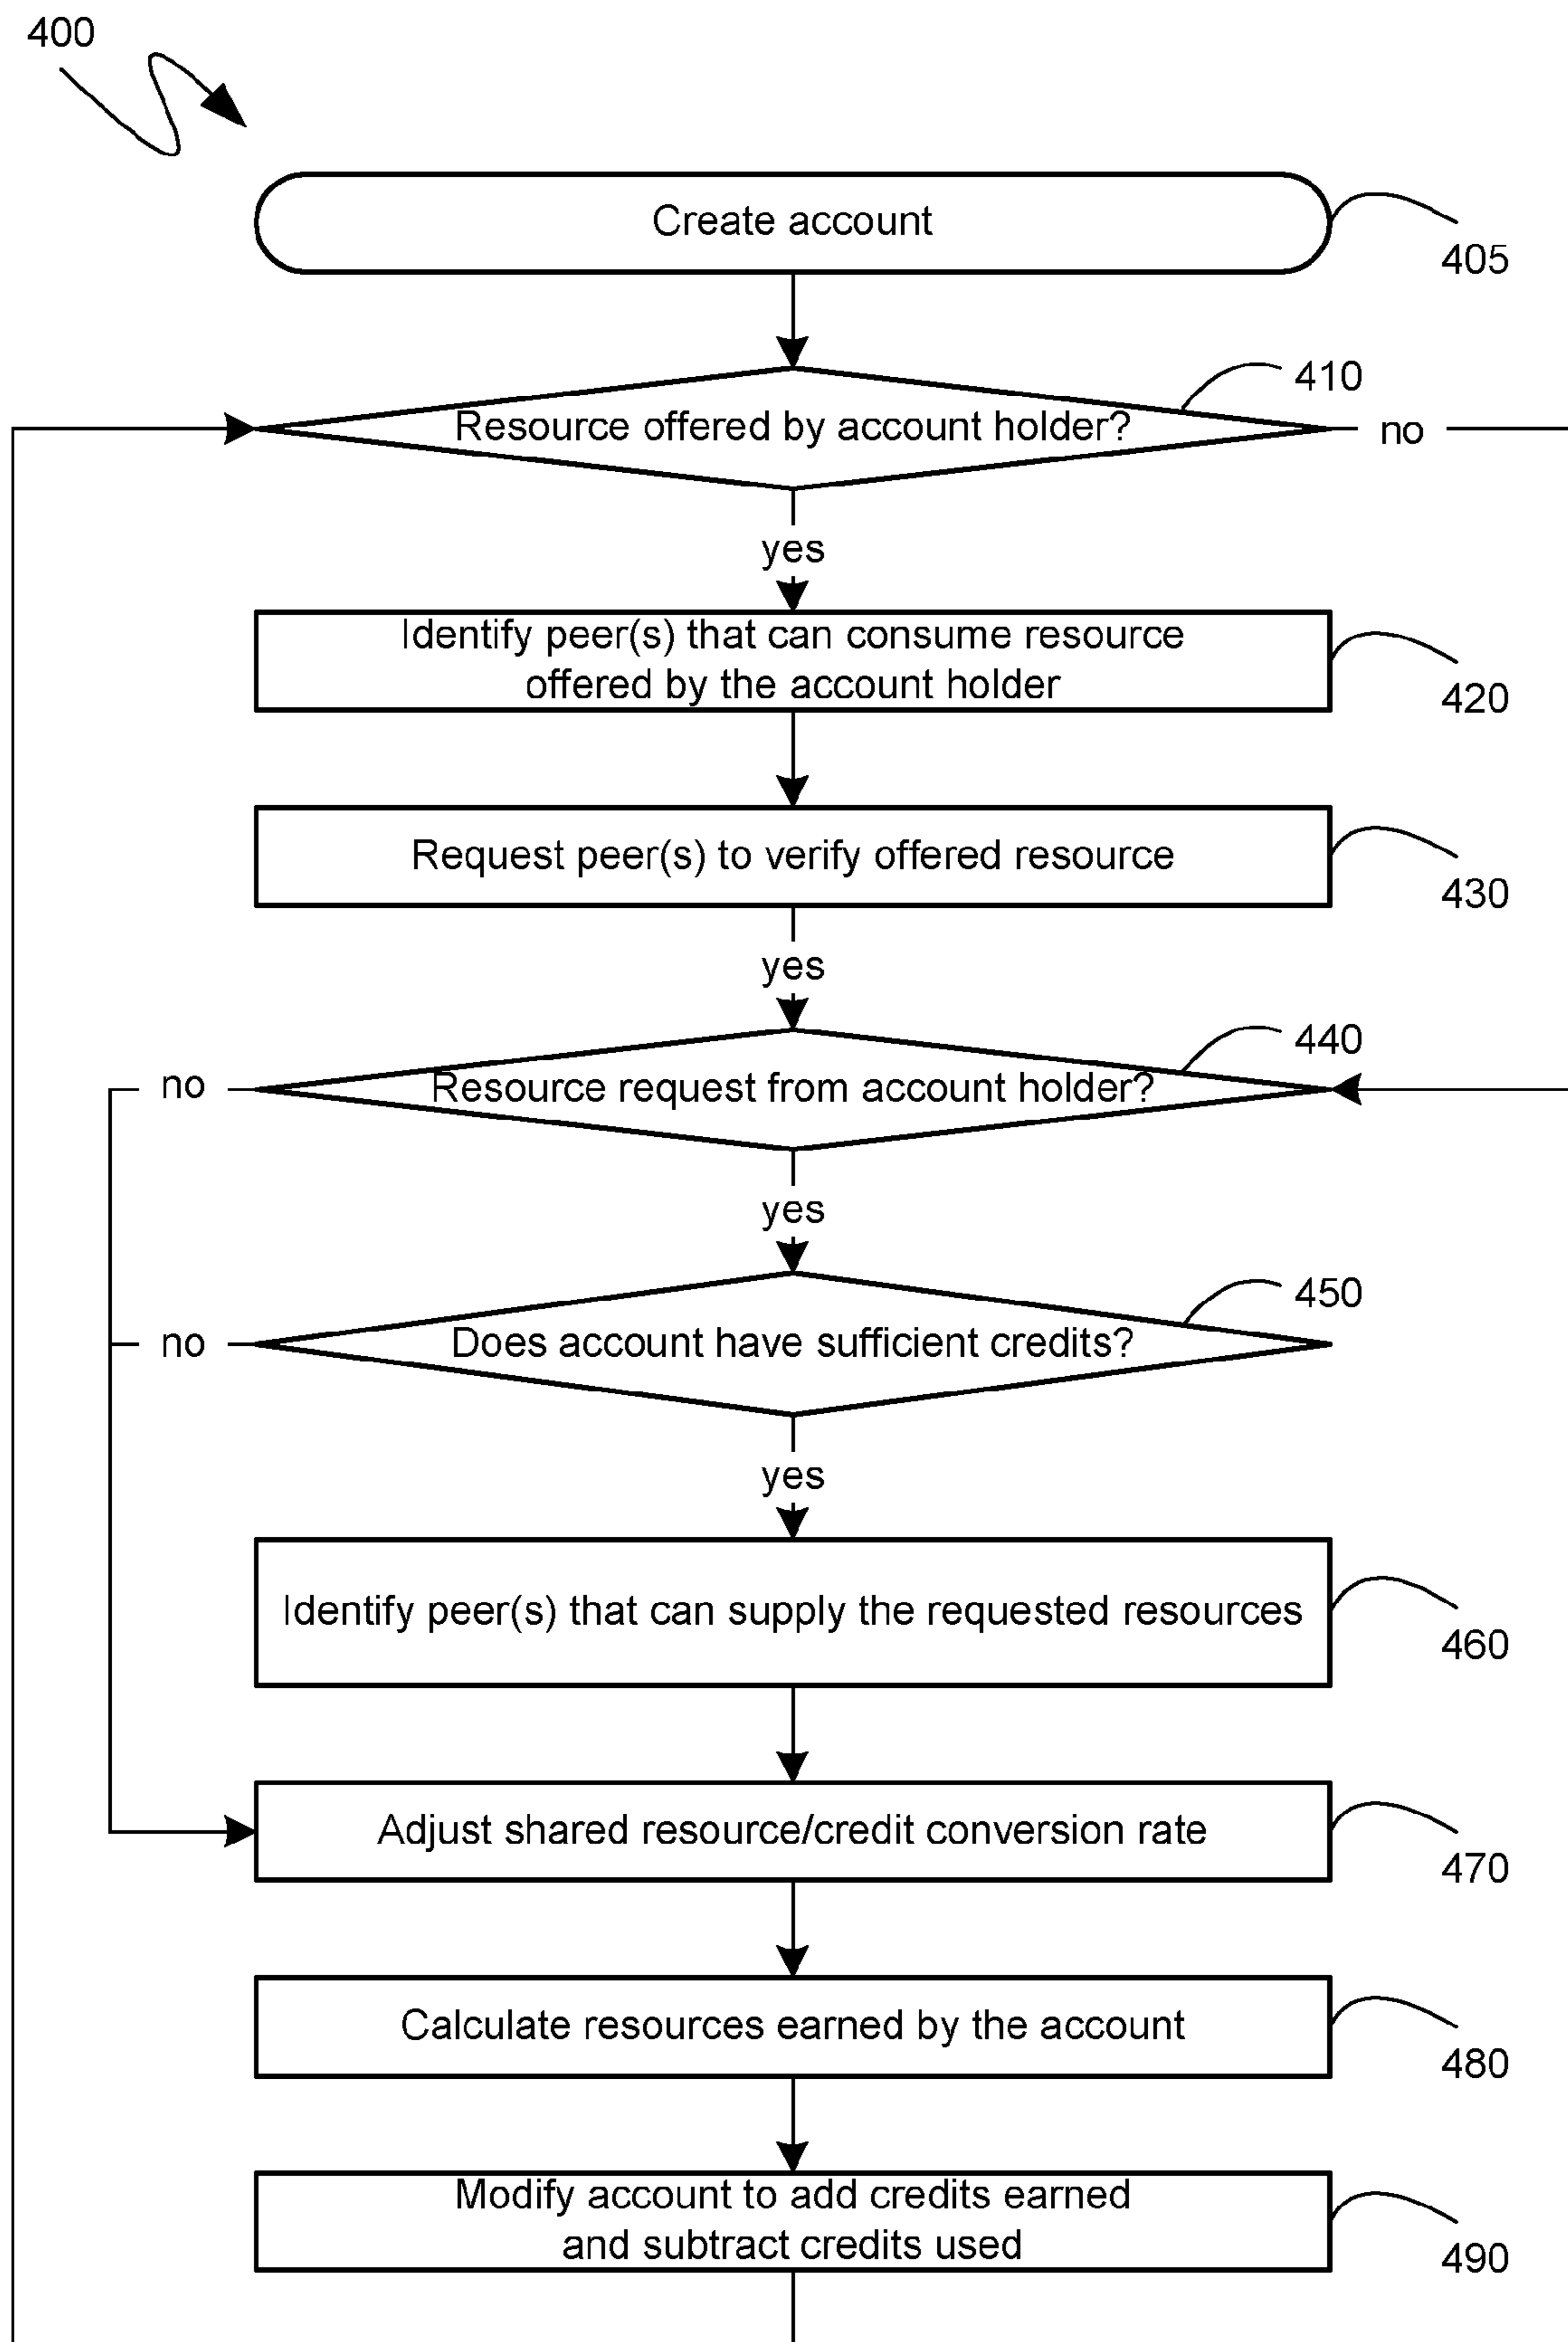 400
Create account
405
410
Resource offered by account holder?
no
yes
Identify peer(s) that can consume resource
offered by the account holder
420
Request peer(s) to verify offered resource
430
yes
440
no
Resource request from account holder?
yes
450
no
Does account have sufficient credits?
yes
Identify peer(s) that can supply the requested resources
460
Adjust shared resource/credit conversion rate
470
Calculate resources earned by the account
480
Modify account to add credits earned
and subtract credits used
490